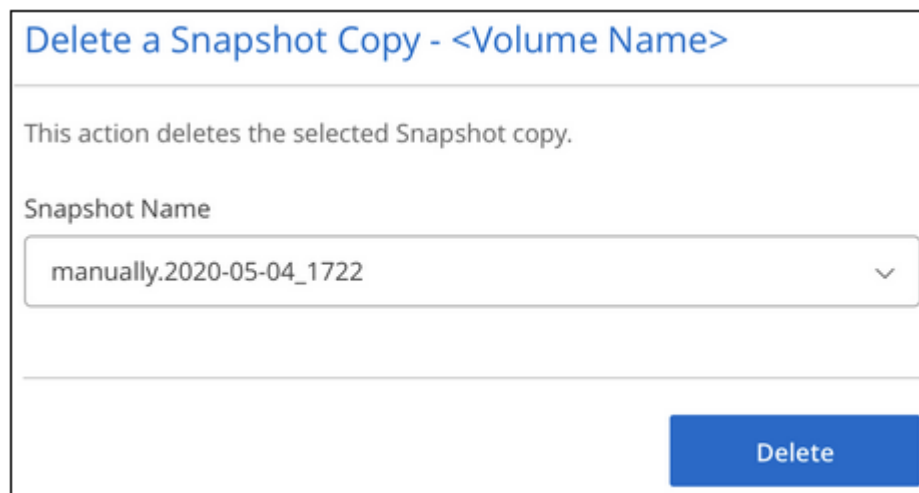 Delete a Snapshot Copy - <Volume Name>
This action deletes the selected Snapshot copy.
Snapshot Name
manually.2020-05-04_1722
Delete